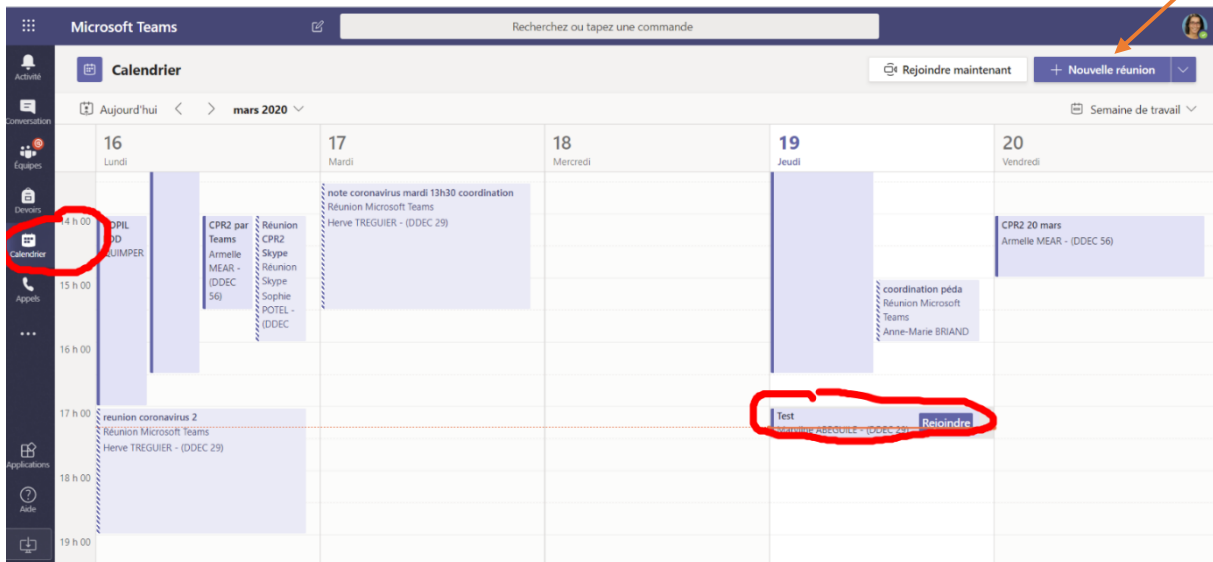 Microsoft Teams
Recherchez ou tapez une commande
Activité
Conversation
Équipes
Devoirs
Calendrier
Appels
Applications
Aide
Calendrier
Rejoindre maintenant
+ Nouvelle réunion
Aujourd'hui
mars 2020
Semaine de travail
16
Lundi
17
Mardi
18
Mercredi
19
Jeudi
20
Vendredi
14 h 00
15 h 00
16 h 00
17 h 00
18 h 00
19 h 00
QUIMPER
CPR2 par
Teams
Armelle
MEAR -
(DDEC
56)
Réunion
CPR2
Skype
Réunion
Skype
Sophie
POTEL -
(DDEC
reunion coronavirus 2
Réunion Microsoft Teams
Herve TREGUIER - (DDEC 29)
note coronavirus mardi 13h30 coordination
Réunion Microsoft Teams
Herve TREGUIER - (DDEC 29)
coordination péda
Réunion Microsoft
Teams
Anne-Marie BRIAND
Test
ABEGUILE - (DDEC 29)
Rejoindre
CPR2 20 mars
Armelle MEAR - (DDEC 56)